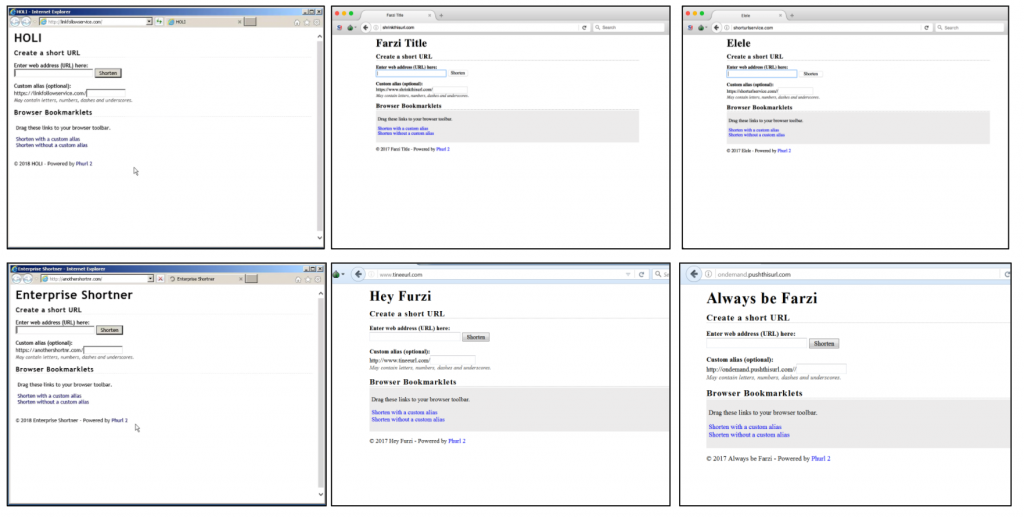 HOLI - Internet Explorer
http://linkfollowservice.com/
HOLI
HOLI
Create a short URL
Enter web address (URL) here:
Shorten
Custom alias (optional):
https://linkfollowservice.com/
May contain letters, numbers, dashes and underscores.
Browser Bookmarklets
Drag these links to your browser toolbar.
Shorten with a custom alias
Shorten without a custom alias
© 2018 HOLI - Powered by Phurl 2
Farzi Title
shrinkthisurl.com
Search
Farzi Title
Create a short URL
Enter web address (URL) here:
Shorten
Custom alias (optional):
https://www.shrinkthisurl.com/
May contain letters, numbers, dashes and underscores.
Browser Bookmarklets
Drag these links to your browser toolbar.
Shorten with a custom alias
Shorten without a custom alias
© 2017 Farzi Title - Powered by Phurl 2
Elele
shorturlservice.com
Search
Elele
Create a short URL
Enter web address (URL) here:
Shorten
Custom alias (optional):
https://shorturlservice.com/
May contain letters, numbers, dashes and underscores.
Browser Bookmarklets
Drag these links to your browser toolbar.
Shorten with a custom alias
Shorten without a custom alias
© 2017 Elele - Powered by Phurl 2
Enterprise Shortner - Internet Explorer
http://anothershortnr.com/
Enterprise Shortner
Enterprise Shortner
Create a short URL
Enter web address (URL) here:
Shorten
Custom alias (optional):
https://anothershortnr.com/
May contain letters, numbers, dashes and underscores.
Browser Bookmarklets
Drag these links to your browser toolbar.
Shorten with a custom alias
Shorten without a custom alias
© 2018 Enterprise Shortner - Powered by Phurl 2
www.tineeurl.com
Hey Furzi
Create a short URL
Enter web address (URL) here:
Shorten
Custom alias (optional):
http://www.tineeurl.com/
May contain letters, numbers, dashes and underscores.
Browser Bookmarklets
Drag these links to your browser toolbar.
Shorten with a custom alias
Shorten without a custom alias
© 2017 Hey Furzi - Powered by Phurl 2
ondemand.pushthisurl.com
Always be Farzi
Create a short URL
Enter web address (URL) here:
Shorten
Custom alias (optional):
http://ondemand.pushthisurl.com//
May contain letters, numbers, dashes and underscores.
Browser Bookmarklets
Drag these links to your browser toolbar.
Shorten with a custom alias
Shorten without a custom alias
© 2017 Always be Farzi - Powered by Phurl 2